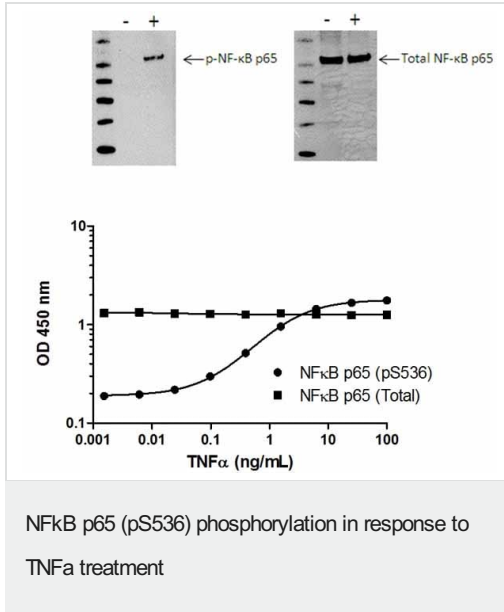 - +
p-NF-κB p65
- +
Total NF-κB p65
10
1
0.1
OD 450 nm
NFκB p65 (pS536)
NFκB p65 (Total)
0.001 0.01 0.1 1 10 100
TNFα (ng/mL)
NFkB p65 (pS536) phosphorylation in response to
TNFa treatment